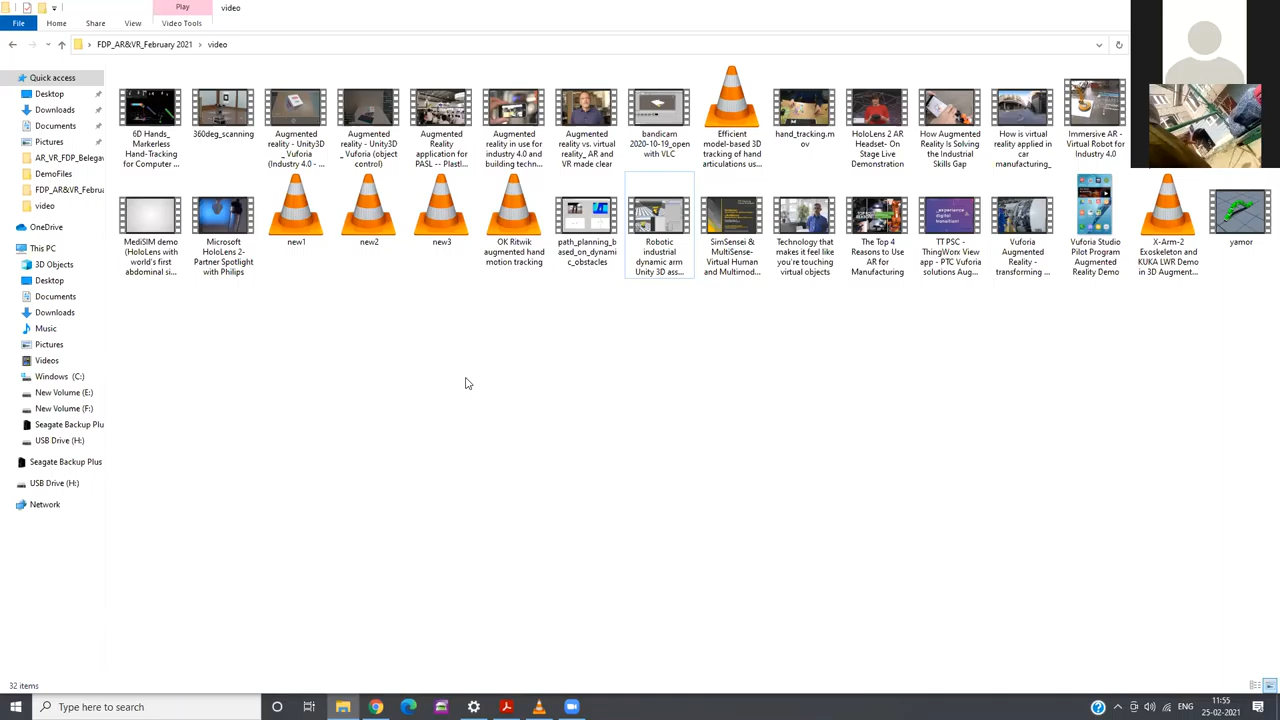 Play
video
File
Home
Share
View
Video Tools
FDP_AR&VR_February 2021 > video
Quick access
Desktop
Downloads
Documents
Pictures
AR_VR_FDP_Belega
DemoFiles
FDP_AR&VR_Februa
video
OneDrive
This PC
3D Objects
Desktop
Documents
Downloads
Music
Pictures
Videos
Windows (C:)
New Volume (E:)
New Volume (F:)
Seagate Backup Plu
USB Drive (H:)
Seagate Backup Plus
USB Drive (H:)
Network
6D Hands_
Markerless
Hand-Tracking
for Computer ...
360deg_scanning
Augmented
reality - Unity3D
_ Vuforia
(Industry 4.0 - ...
Augmented
reality - Unity3D
_ Vuforia (object
control)
Augmented
Reality
application for
PASL -- Plast!...
Augmented
reality in use for
industry 4.0 and
building techn...
Augmented
reality vs. virtual
reality_ AR and
VR made clear
bandicam
2020-10-19_open
with VLC
Efficient
model-based 3D
tracking of hand
articulations us...
hand_tracking.m
ov
HoloLens 2 AR
Headset- On
Stage Live
Demonstration
How Augmented
Reality Is Solving
the Industrial
Skills Gap
How is virtual
reality applied in
car
manufacturing_
Immersive AR -
Virtual Robot for
Industry 4.0
MediSIM demo
(HoloLens with
world's first
abdominal si...
Microsoft
HoloLens 2-
Partner Spotlight
with Philips
new1
new2
new3
OK Ritwik
augmented hand
motion tracking
path_planning_b
ased_on_dynami
c_obstacles
Robotic
industrial
dynamic arm
Unity 3D ass...
SimSensei &
MultiSense-
Virtual Human
and Multimod...
Technology that
makes it feel like
you're touching
virtual objects
The Top 4
Reasons to Use
AR for
Manufacturing
TT PSC -
ThingWorx View
app - PTC Vuforia
solutions Aug...
Vuforia
Augmented
Reality -
transforming ...
Vuforia Studio
Pilot Program
Augmented
Reality Demo
X-Arm-2
Exoskeleton and
KUKA LWR Demo
in 3D Augment...
yamor
32 items
Type here to search
ENG
11:55
25-02-2021